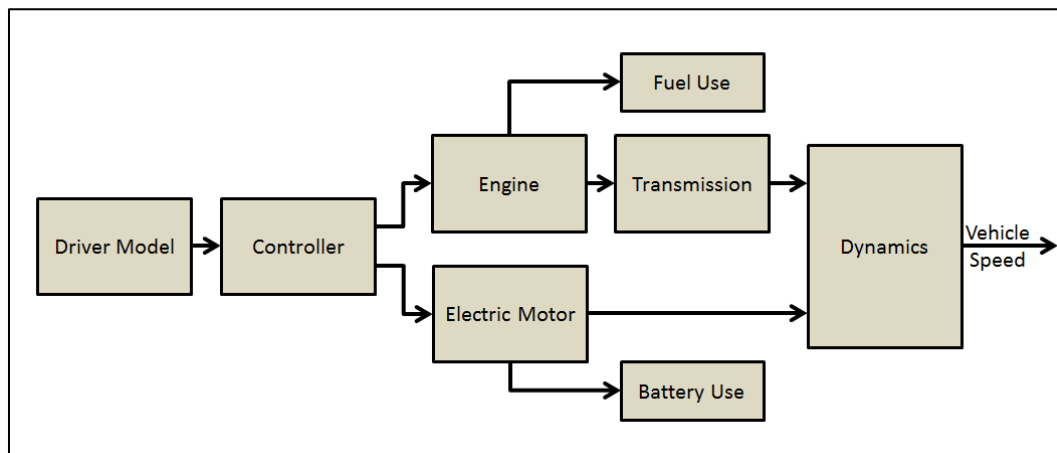 Fuel Use
Engine
Transmission
Driver Model
Controller
Dynamics
Vehicle
Speed
Electric Motor
Battery Use